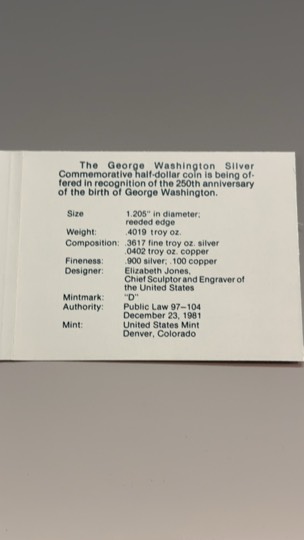 The George Washington Silver
Commemorative half-dollar coin is being of-
fered in recognition of the 250th anniversary
of the birth of George Washington.
Size 1.205" in diameter;
reeded edge
Weight: .4019 troy oz.
Composition: .3617 fine troy oz. silver
.0402 troy oz. copper
Fineness: .900 silver; .100 copper
Designer: Elizabeth Jones,
Chief Sculptor and Engraver of
the United States
Mintmark: "D"
Authority: Public Law 97–104
December 23, 1981
Mint: United States Mint
Denver, Colorado